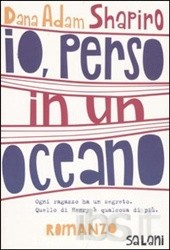 Dana Adam Shapiro
io, perso
in un
oceano
Ogni ragazzo ha un segreto.
Quello di Henry è qualcosa di più.
ROMANZO
SALANI